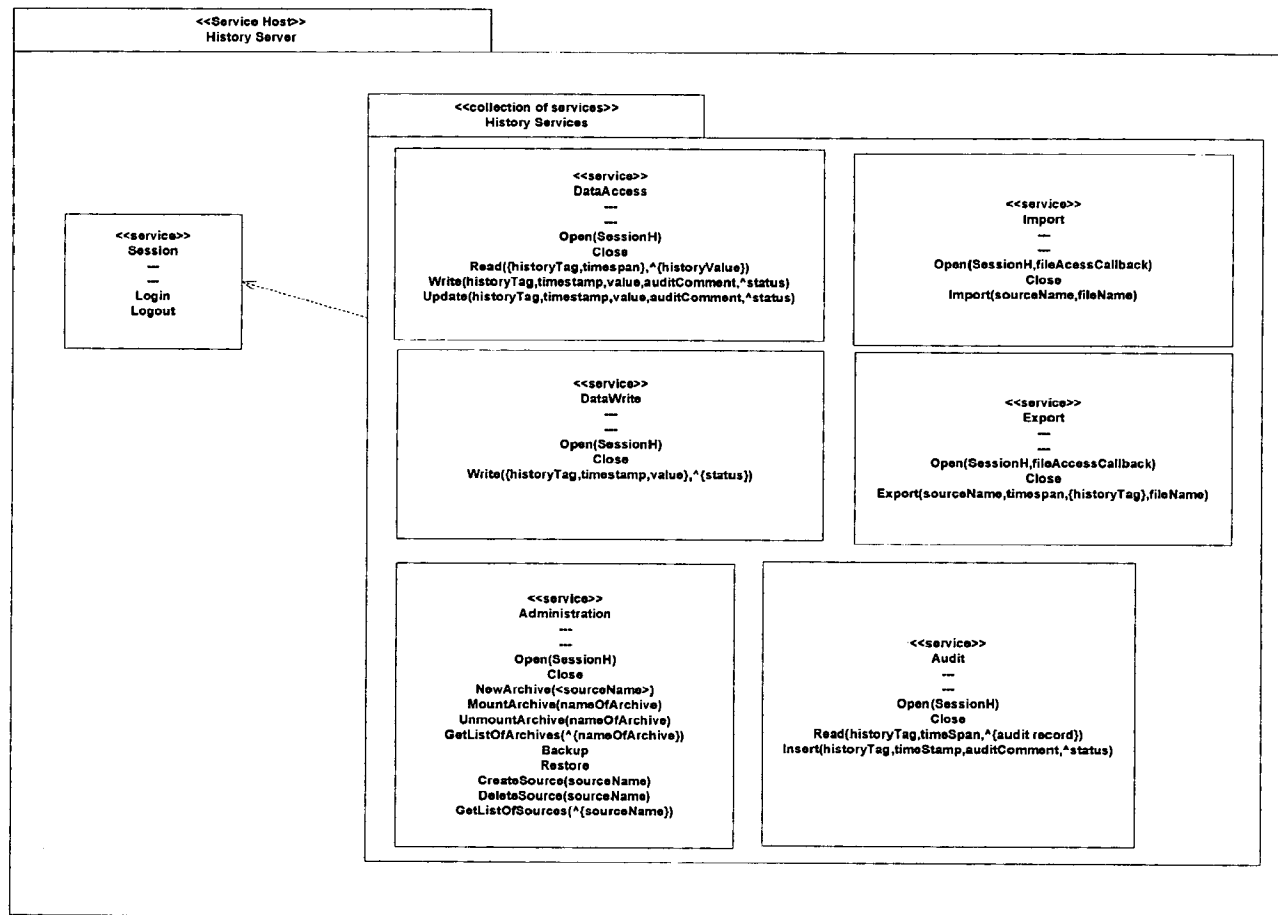 <<Service Host>>
History Server
<<collection of services>>
History Services
<<service>>
Session
---
---
Login
Logout
<<service>>
DataAccess
---
---
Open(SessionH)
Close
Read({historyTag,timespan},^{historyValue})
Write(historyTag,timestamp,value,auditComment,^status)
Update(historyTag,timestamp,value,auditComment,^status)
<<service>>
Import
---
---
Open(SessionH,fileAcessCallback)
Close
Import(sourceName,fileName)
<<service>>
DataWrite
---
---
Open(SessionH)
Close
Write({historyTag,timestamp,value},^{status})
<<service>>
Export
---
---
Open(SessionH,fileAccessCallback)
Close
Export(sourceName,timespan,{historyTag},fileName)
<<service>>
Administration
---
---
Open(SessionH)
Close
NewArchive(<sourceName>)
MountArchive(nameOfArchive)
UnmountArchive(nameOfArchive)
GetListOfArchives(^{nameOfArchive})
Backup
Restore
CreateSource(sourceName)
DeleteSource(sourceName)
GetListOfSources(^{sourceName})
<<service>>
Audit
---
---
Open(SessionH)
Close
Read(historyTag,timeSpan,^{audit record})
Insert(historyTag,timeStamp,auditComment,^status)